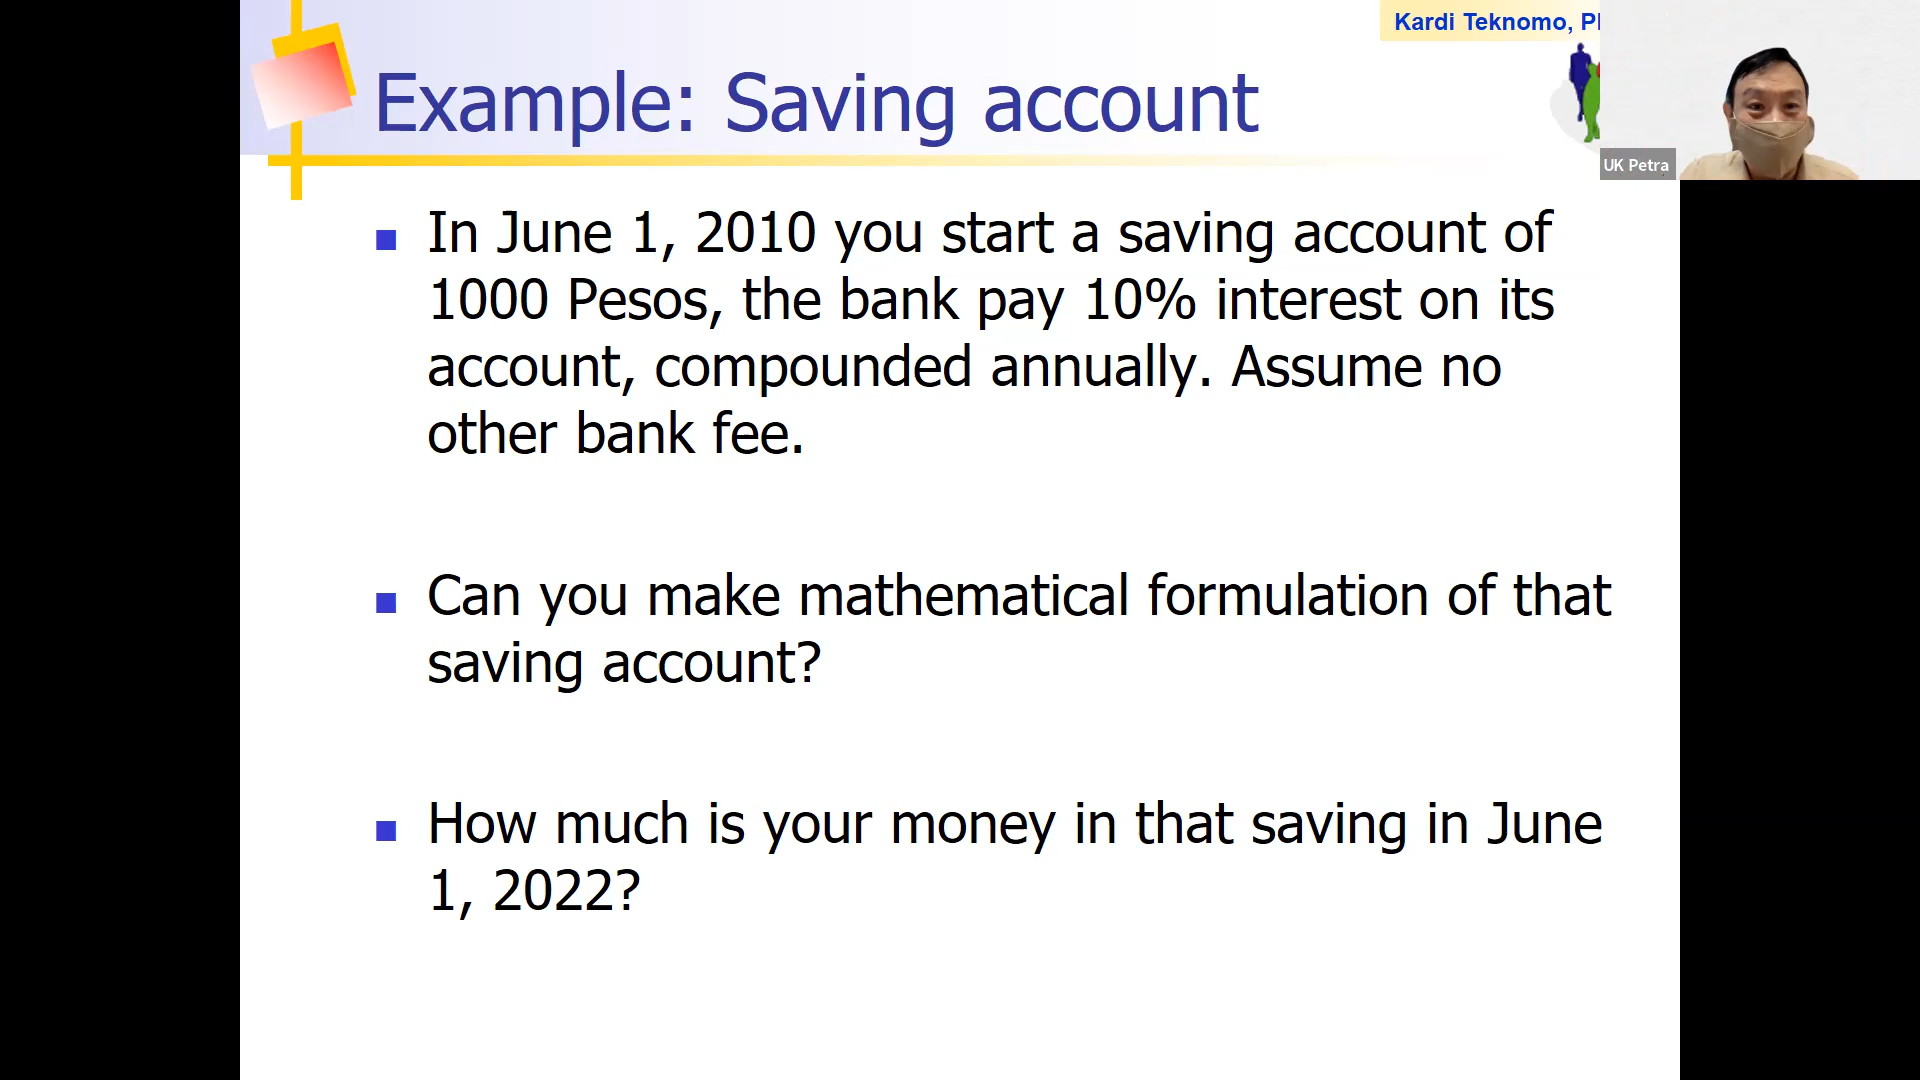 Kardi Teknomo, P
Example: Saving account
UK Petra
In June 1, 2010 you start a saving account of
1000 Pesos, the bank pay 10% interest on its
account, compounded annually. Assume no
other bank fee.
Can you make mathematical formulation of that
saving account?
How much is your money in that saving in June
1, 2022?